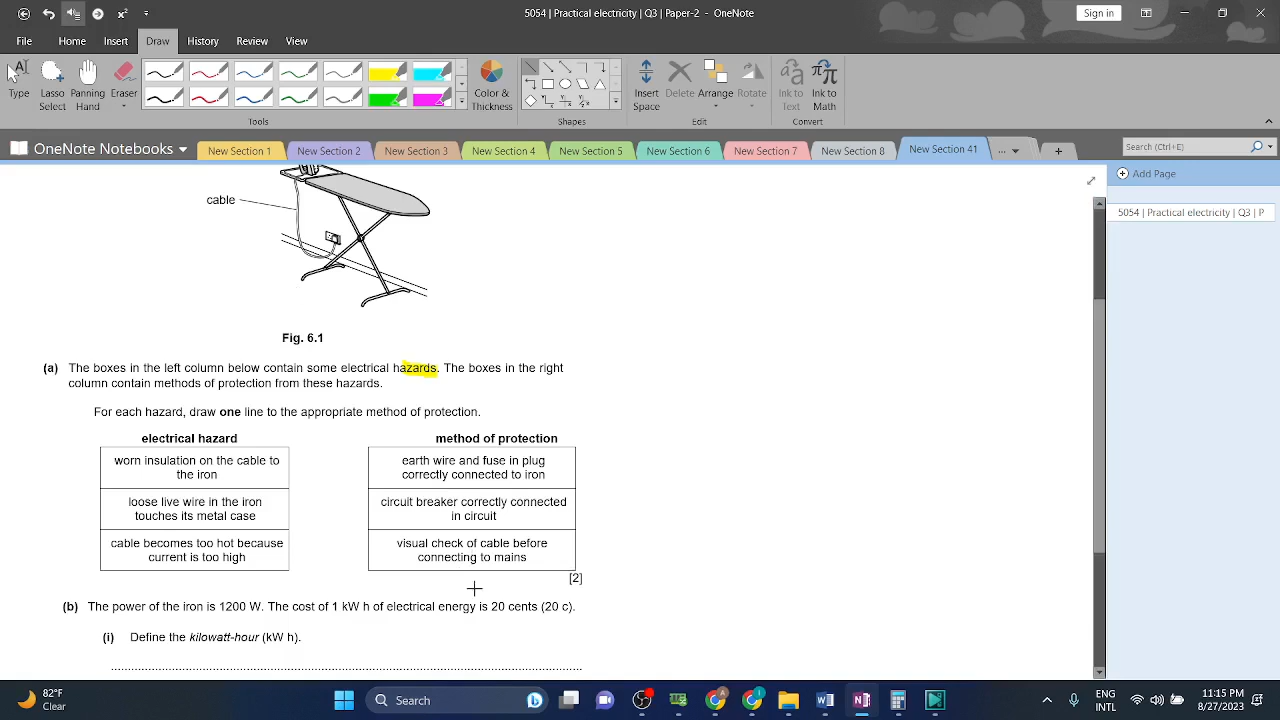 5054 | Practical electricity | Q3 | Paper-2 - OneNote
Sign in
File
Home
Insert
Draw
History
Review
View
Type
Lasso
Select
Panning
Hand
Eraser
Color &
Thickness
Insert
Space
Delete
Arrange
Rotate
Ink to
Text
Ink to
Math
Tools
Shapes
Edit
Convert
OneNote Notebooks
New Section 1
New Section 2
New Section 3
New Section 4
New Section 5
New Section 6
New Section 7
New Section 8
New Section 41
...
Search (Ctrl+E)
Add Page
5054 | Practical electricity | Q3 | P
cable
Fig. 6.1
(a) The boxes in the left column below contain some electrical hazards. The boxes in the right
column contain methods of protection from these hazards.
For each hazard, draw one line to the appropriate method of protection.
electrical hazard
method of protection
worn insulation on the cable to
the iron
earth wire and fuse in plug
correctly connected to iron
loose live wire in the iron
touches its metal case
circuit breaker correctly connected
in circuit
cable becomes too hot because
current is too high
visual check of cable before
connecting to mains
[2]
(b) The power of the iron is 1200 W. The cost of 1 kW h of electrical energy is 20 cents (20 c).
(i) Define the kilowatt-hour (kW h).
82°F
Clear
Search
ENG
INTL
11:15 PM
8/27/2023